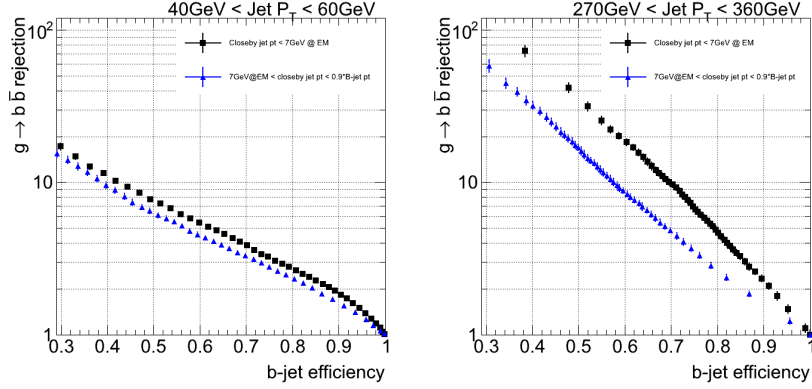 40GeV < Jet P_T < 60GeV
g → b b̅ rejection
10²
10
1
Closeby jet pt < 7GeV @ EM
7GeV@EM < closeby jet pt < 0.9*B-jet pt
0.3 0.4 0.5 0.6 0.7 0.8 0.9 1
b-jet efficiency
270GeV < Jet P_T < 360GeV
g → b b̅ rejection
10²
10
1
Closeby jet pt < 7GeV @ EM
7GeV@EM < closeby jet pt < 0.9*B-jet pt
0.3 0.4 0.5 0.6 0.7 0.8 0.9 1
b-jet efficiency